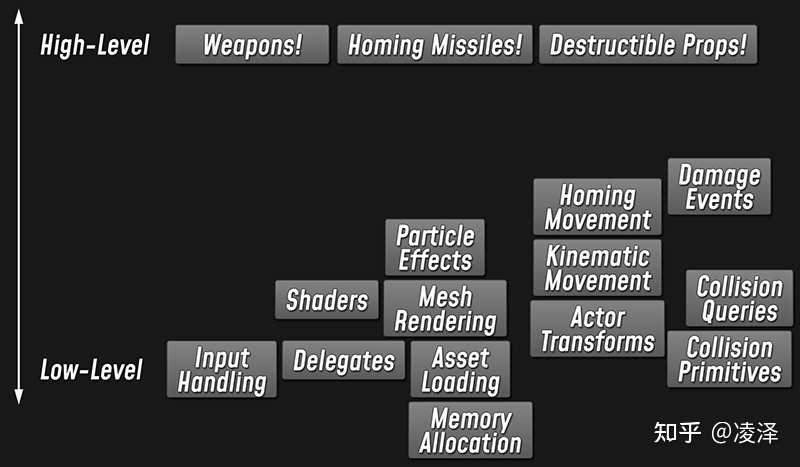 High-Level
Weapons!
Homing Missiles!
Destructible Props!
Damage
Events
Homing
Movement
Particle
Effects
Kinematic
Movement
Collision
Queries
Shaders
Mesh
Rendering
Actor
Transforms
Low-Level
Input
Handling
Delegates
Asset
Loading
Collision
Primitives
Memory
Allocation
知乎 @凌泽